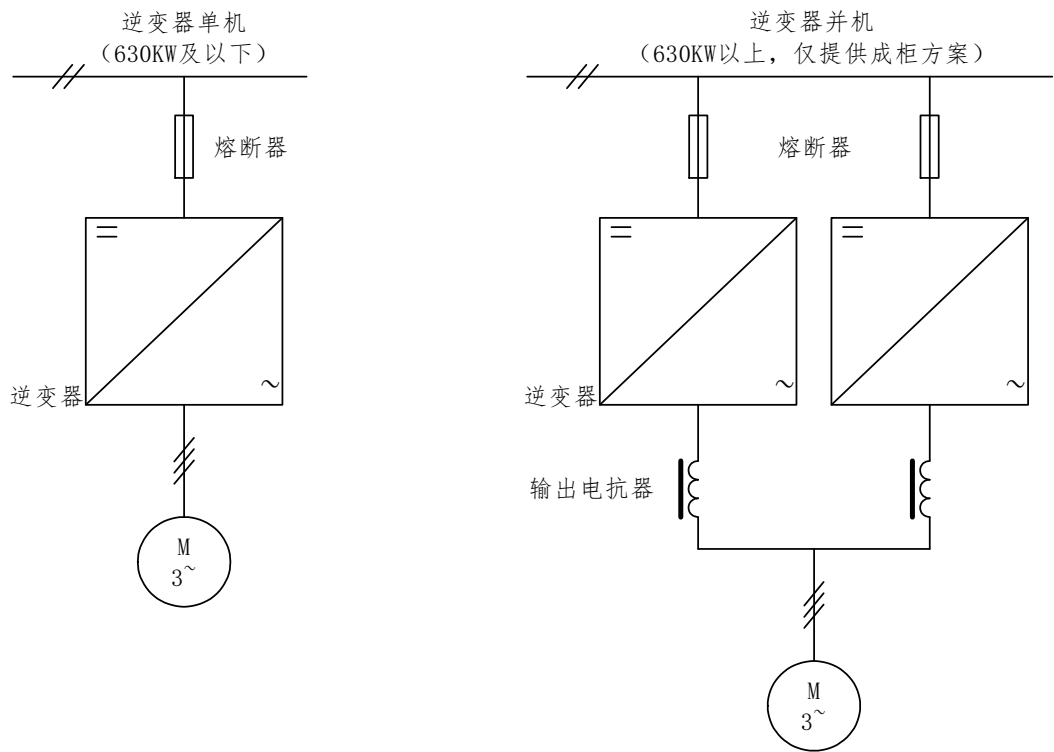 逆变器单机
（630KW及以下）
熔断器
逆变器
~
M
3~
逆变器并机
（630KW以上，仅提供成柜方案）
熔断器
逆变器
~
~
输出电抗器
M
3~